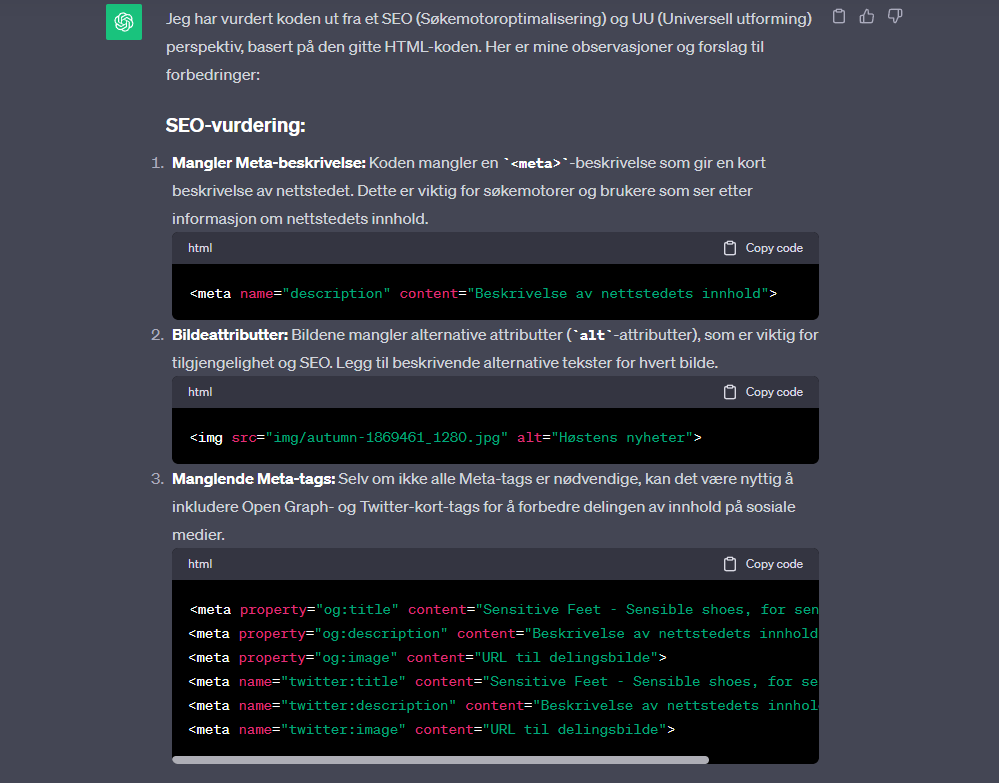 Jeg har vurdert koden ut fra et SEO (Søkemotoroptimalisering) og UU (Universell utforming)
perspektiv, basert på den gitte HTML-koden. Her er mine observasjoner og forslag til
forbedringer:
SEO-vurdering:
1. Mangler Meta-beskrivelse: Koden mangler en `<meta>`-beskrivelse som gir en kort
beskrivelse av nettstedet. Dette er viktig for søkemotorer og brukere som ser etter
informasjon om nettstedets innhold.
html Copy code
<meta name="description" content="Beskrivelse av nettstedets innhold">
2. Bildeattributter: Bildene mangler alternative attributter (`alt`-attributter), som er viktig for
tilgjengelighet og SEO. Legg til beskrivende alternative tekster for hvert bilde.
html Copy code
<img src="img/autumn-1869461_1280.jpg" alt="Høstens nyheter">
3. Manglende Meta-tags: Selv om ikke alle Meta-tags er nødvendige, kan det være nyttig å
inkludere Open Graph- og Twitter-kort-tags for å forbedre delingen av innhold på sosiale
medier.
html Copy code
<meta property="og:title" content="Sensitive Feet - Sensible shoes, for sen
<meta property="og:description" content="Beskrivelse av nettstedets innhold
<meta property="og:image" content="URL til delingsbilde">
<meta name="twitter:title" content="Sensitive Feet - Sensible shoes, for se
<meta name="twitter:description" content="Beskrivelse av nettstedets innhol
<meta name="twitter:image" content="URL til delingsbilde">